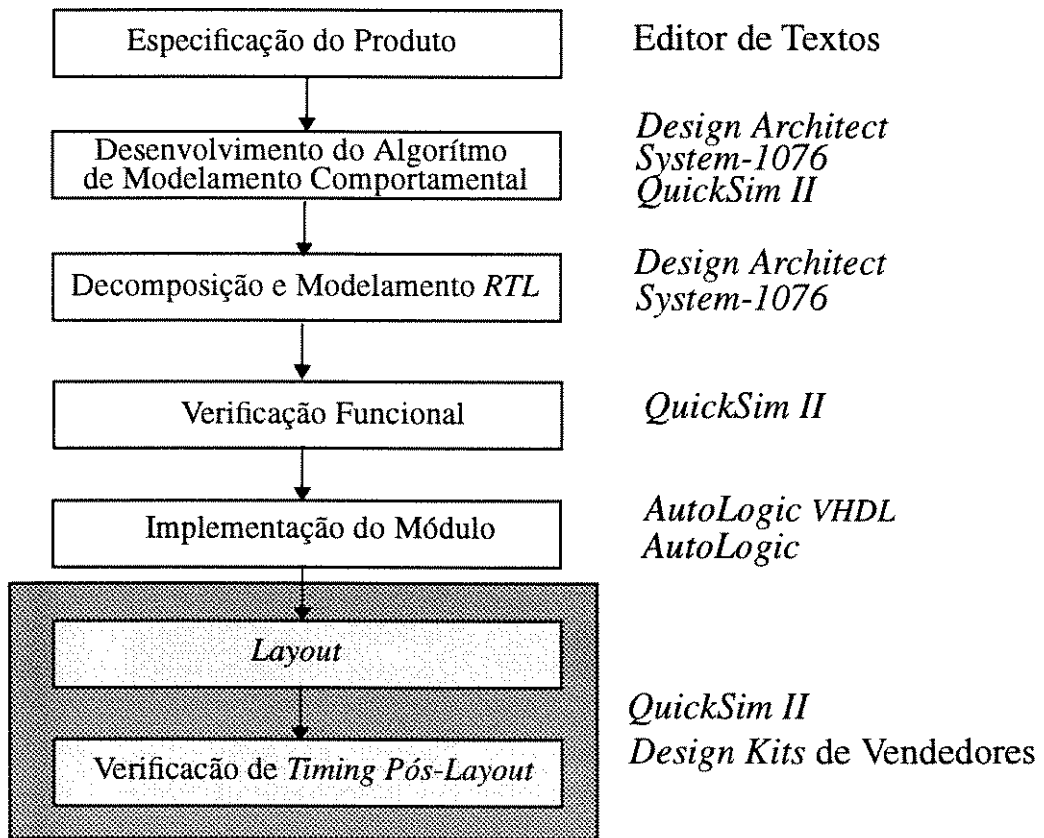 Especificação do Produto
Editor de Textos
Desenvolvimento do Algorítmo
de Modelamento Comportamental
Design Architect
System-1076
QuickSim II
Decomposição e Modelamento RTL
Design Architect
System-1076
Verificação Funcional
QuickSim II
Implementação do Módulo
AutoLogic VHDL
AutoLogic
Layout
Verificacão de Timing Pós-Layout
QuickSim II
Design Kits de Vendedores